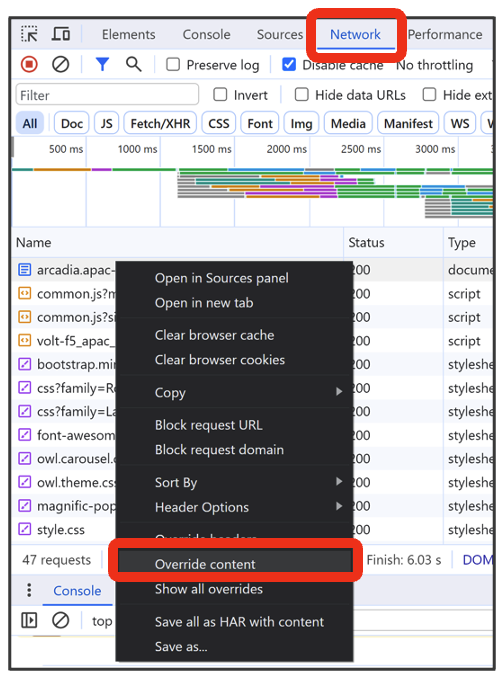 Elements Console Sources Network Performance
Preserve log Disable cache No throttling
Filter Invert Hide data URLs Hide ext
All Doc JS Fetch/XHR CSS Font Img Media Manifest WS
500 ms 1000 ms 1500 ms 2000 ms 2500 ms 3000 ms
Name Status Type
arcadia.apac- 200 docume
common.js?m 200 script
common.js?si 200 script
volt-f5_apac_ 200 script
bootstrap.min 200 styleshe
css?family=Ro 200 styleshe
css?family=La 200 styleshe
font-awesom 200 styleshe
owl.carousel.c 200 styleshe
owl.theme.css 200 styleshe
magnific-pop 200 styleshe
style.css 200 styleshe
Open in Sources panel
Open in new tab
Clear browser cache
Clear browser cookies
Copy
Block request URL
Block request domain
Sort By
Header Options
Override headers
Override content
Show all overrides
Save all as HAR with content
Save as...
47 requests Finish: 6.03 s DOM
Console
top